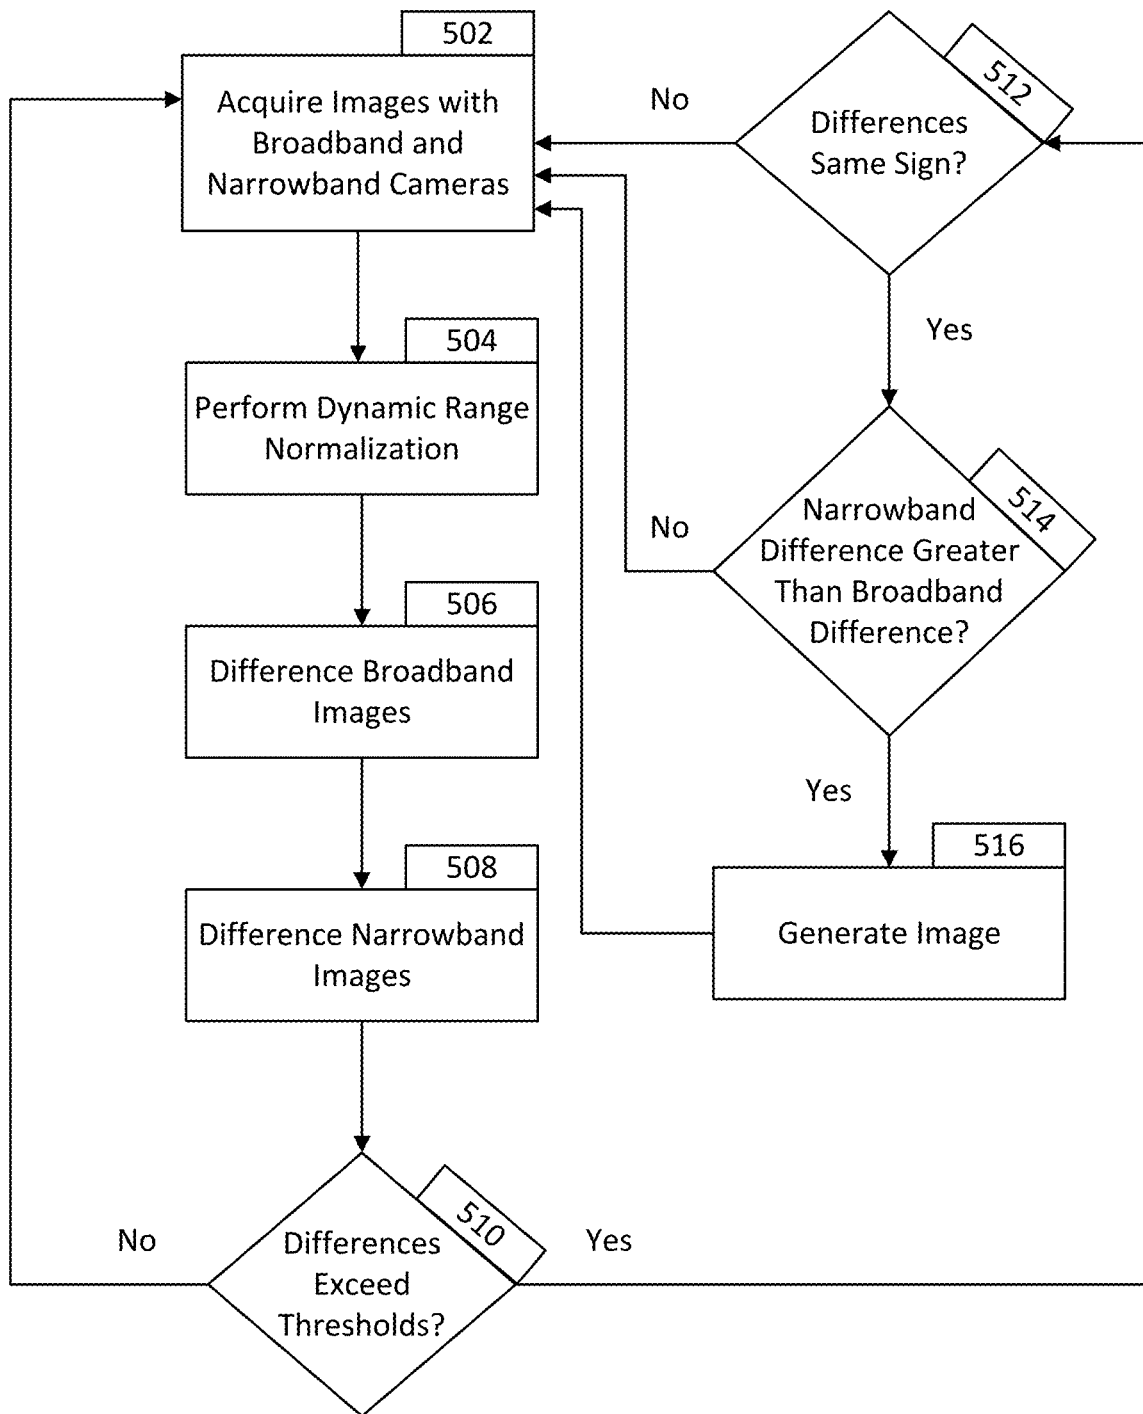 502
Acquire Images with
Broadband and
Narrowband Cameras
504
Perform Dynamic Range
Normalization
506
Difference Broadband
Images
508
Difference Narrowband
Images
510
Differences
Exceed
Thresholds?
No
Yes
512
Differences
Same Sign?
No
Yes
514
Narrowband
Difference Greater
Than Broadband
Difference?
No
Yes
516
Generate Image